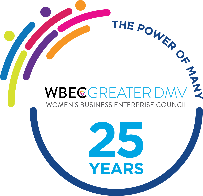 THE POWER OF MANY
WBEC GREATER DMV
WOMEN'S BUSINESS ENTERPRISE COUNCIL
25
YEARS